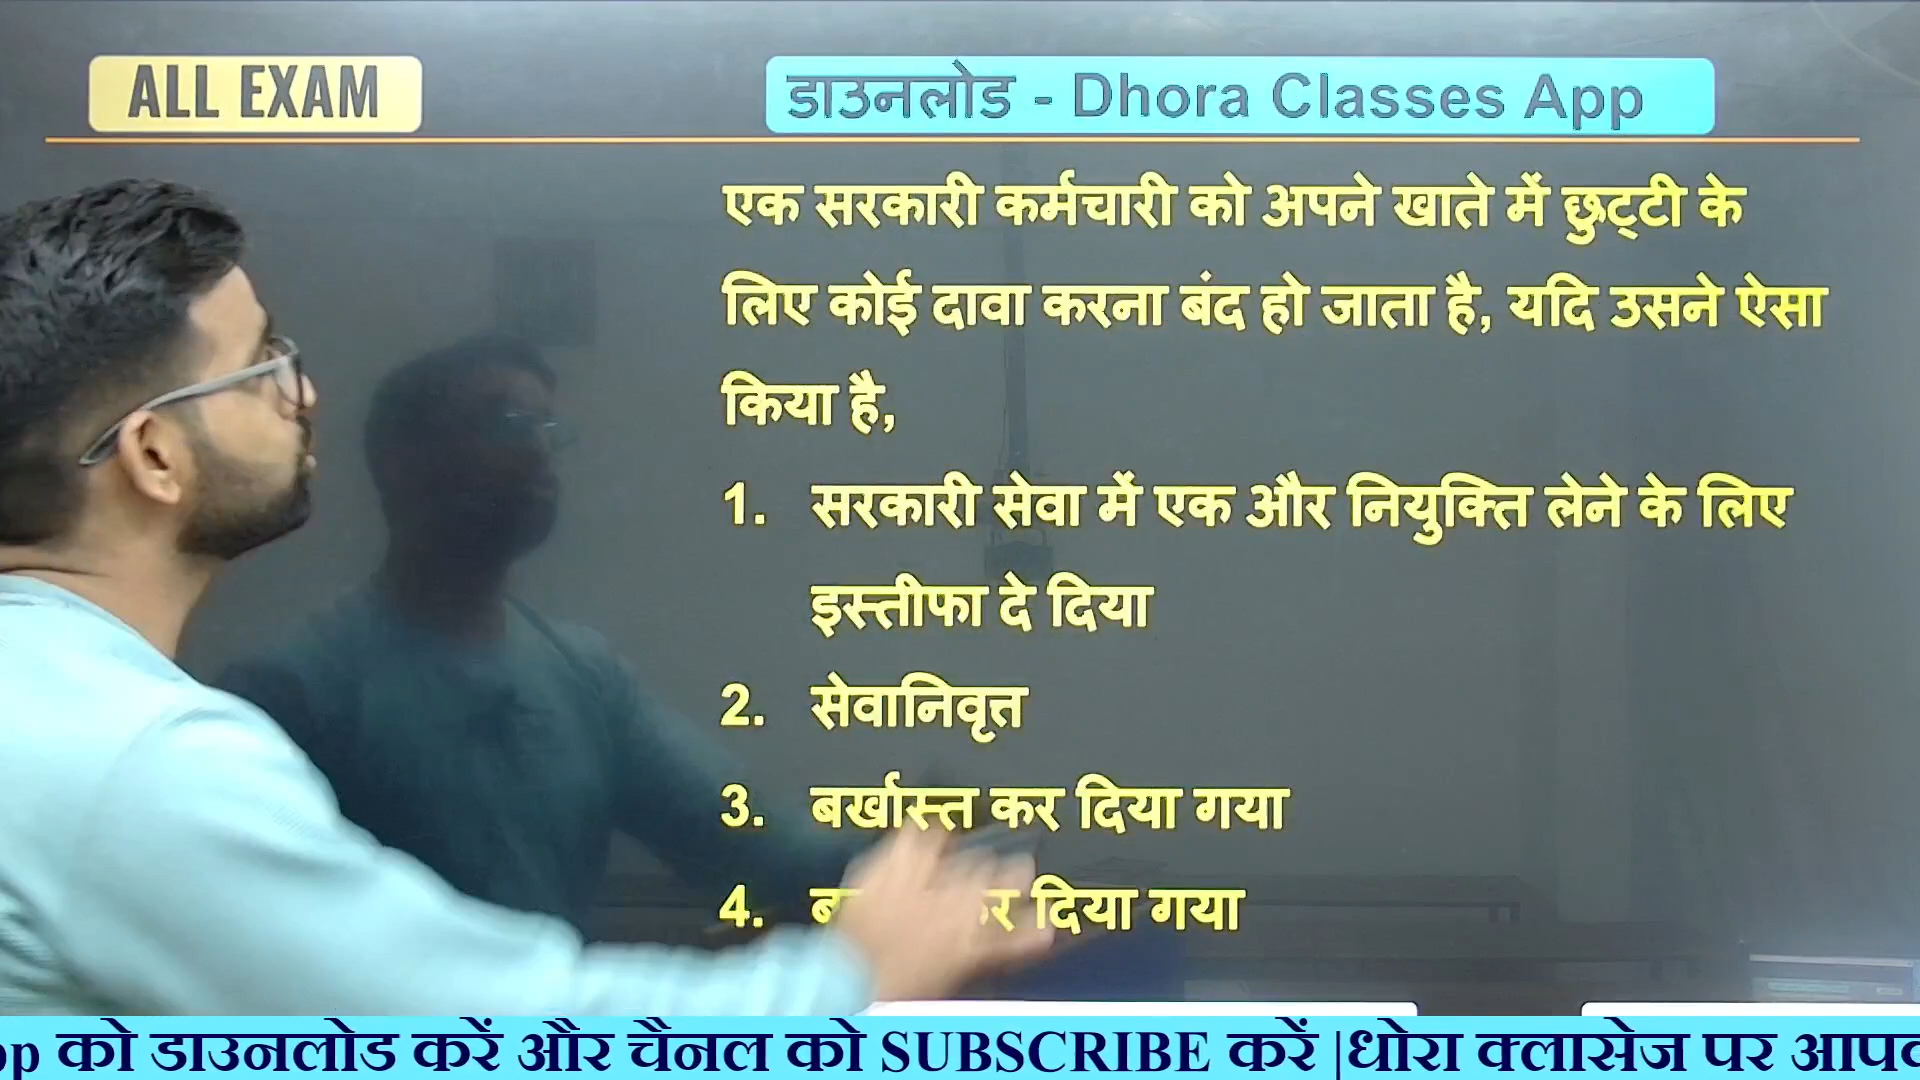 ALL EXAM
डाउनलोड - Dhora Classes App
एक सरकारी कर्मचारी को अपने खाते में छुट्टी के
लिए कोई दावा करना बंद हो जाता है, यदि उसने ऐसा
किया है,
1. सरकारी सेवा में एक और नियुक्ति लेने के लिए
इस्तीफा दे दिया
2. सेवानिवृत
3. बर्खास्त कर दिया गया
4. दिया गया
को डाउनलोड करें और चैनल को SUBSCRIBE करें |धोरा क्लासेज पर